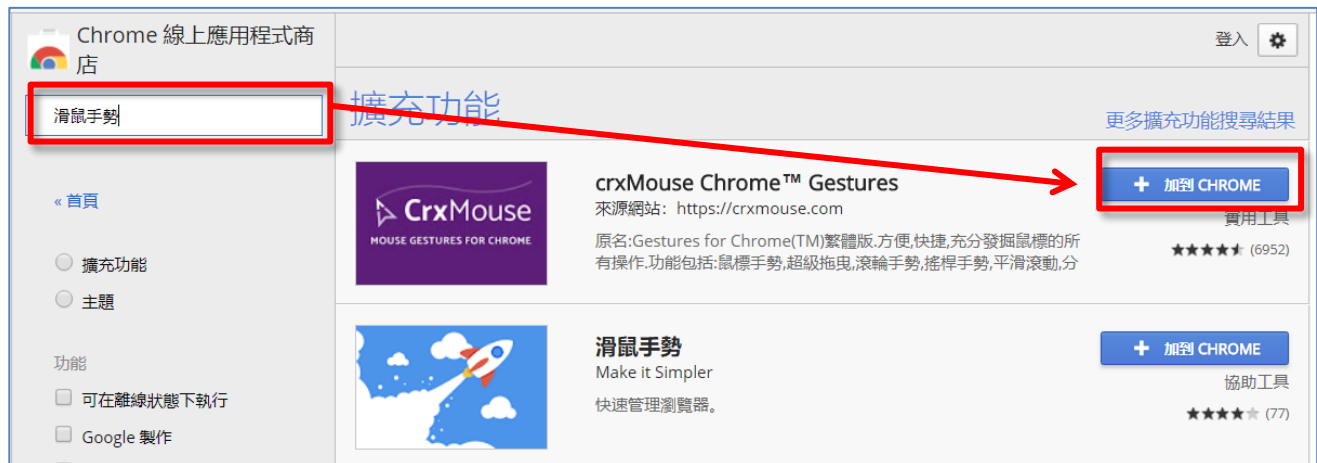 Chrome 線上應用程式商
店
登入
滑鼠手勢
擴充功能
更多擴充功能搜尋結果
«首頁
擴充功能
主題
功能
可在離線狀態下執行
Google 製作
CrxMouse
MOUSE GESTURES FOR CHROME
crxMouse Chrome™ Gestures
來源網站: https://crxmouse.com
原名:Gestures for Chrome(TM)繁體版.方便,快捷,充分發掘鼠標的所
有操作.功能包括:鼠標手勢,超級拖曳,滾輪手勢,搖桿手勢,平滑滾動,分
+ 加到 CHROME
實用工具
★★★★★ (6952)
滑鼠手勢
Make it Simpler
快速管理瀏覽器。
+ 加到 CHROME
協助工具
★★★★★ (77)